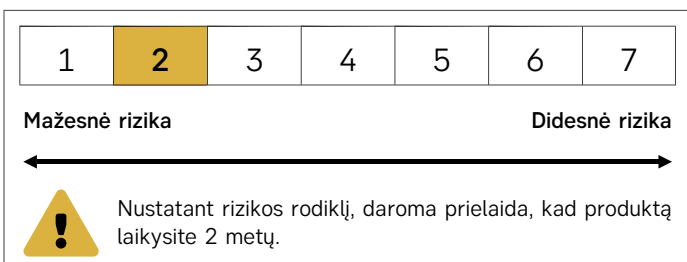 1 2 3 4 5 6 7
Mažesnė rizika Didesnė rizika
Nustatant rizikos rodiklį, daroma prielaida, kad produktą
laikysite 2 metų.